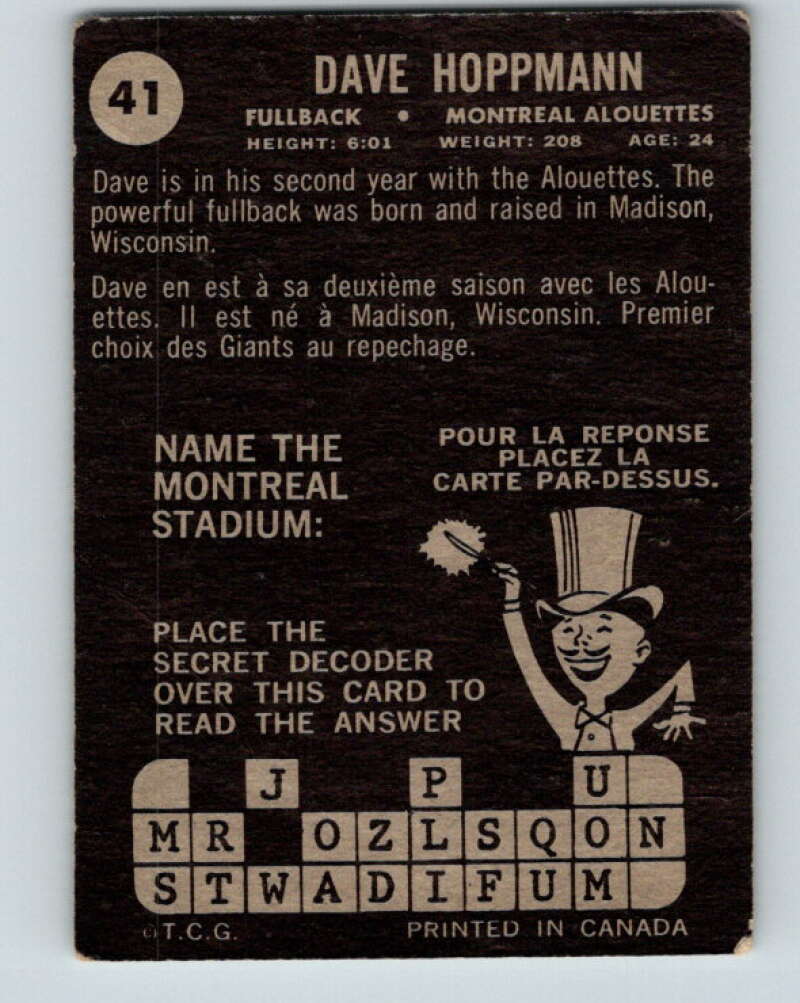 41
DAVE HOPPMANN
FULLBACK • MONTREAL ALOUETTES
HEIGHT: 6:01 WEIGHT: 208 AGE: 24
Dave is in his second year with the Alouettes. The
powerful fullback was born and raised in Madison,
Wisconsin.
Dave en est à sa deuxième saison avec les Alou-
ettes. Il est né à Madison, Wisconsin. Premier
choix des Giants au repechage.
NAME THE
MONTREAL
STADIUM:
POUR LA REPONSE
PLACEZ LA
CARTE PAR-DESSUS.
PLACE THE
SECRET DECODER
OVER THIS CARD TO
READ THE ANSWER
J P U
M R O Z L S Q O N
S T W A D I F U M
© T.C.G. PRINTED IN CANADA